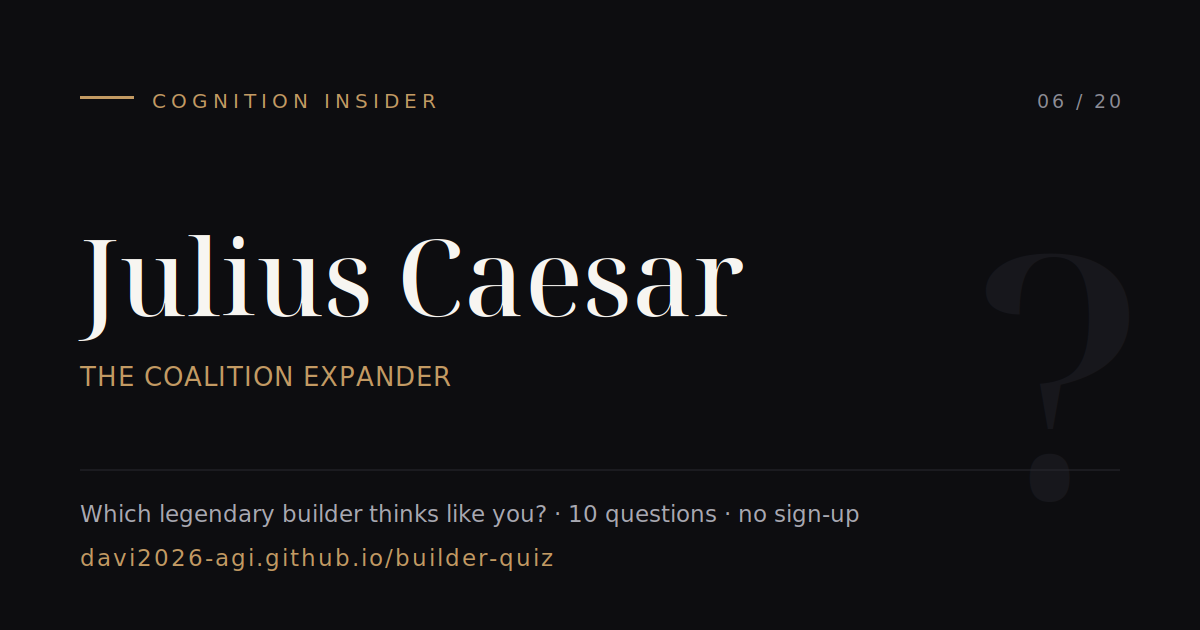 COGNITION INSIDER
06 / 20
Julius Caesar
THE COALITION EXPANDER
?
Which legendary builder thinks like you? · 10 questions · no sign-up
davi2026-agi.github.io/builder-quiz